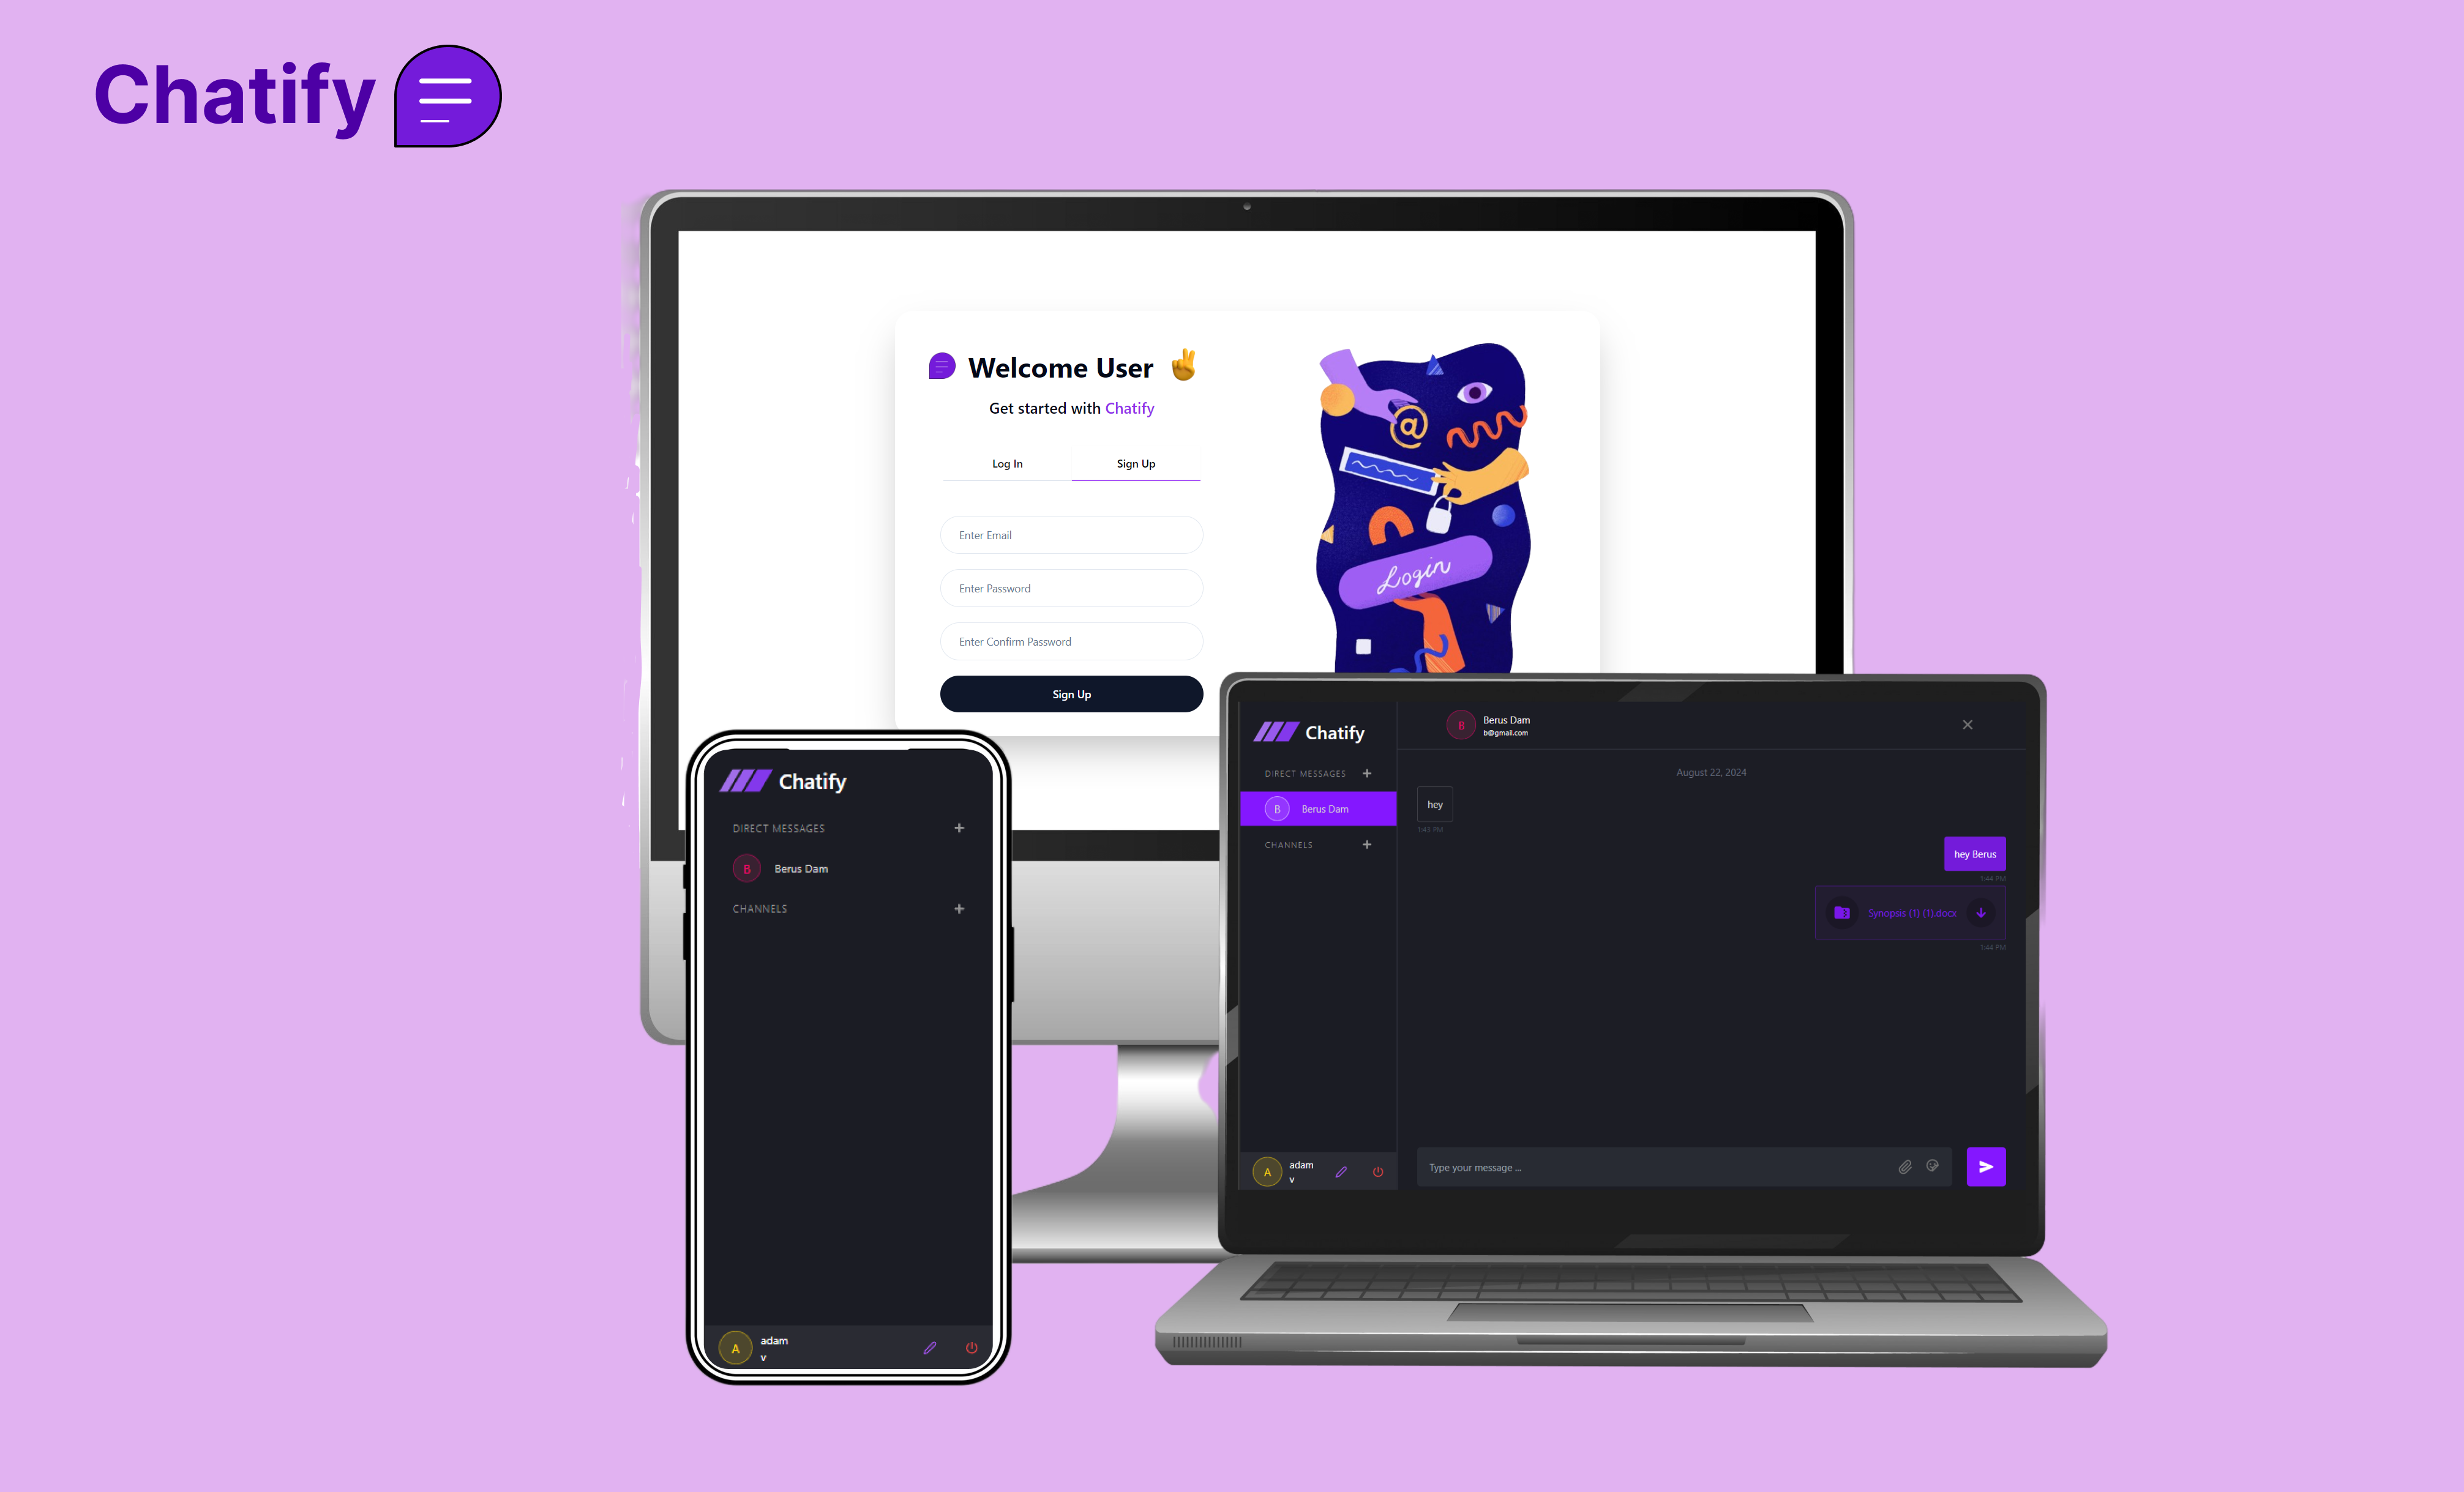 Chatify
Welcome User
Get started with Chatify
Log In
Sign Up
Enter Email
Enter Password
Enter Confirm Password
Sign Up
@
Login
Chatify
DIRECT MESSAGES +
B Berus Dam
CHANNELS +
A adam
v
Chatify
DIRECT MESSAGES +
B Berus Dam
CHANNELS +
A adam
v
B Berus Dam
b@gmail.com
August 22, 2024
hey
1:43 PM
hey Berus
1:44 PM
Synopsis (1) (1).docx
1:44 PM
Type your message ...